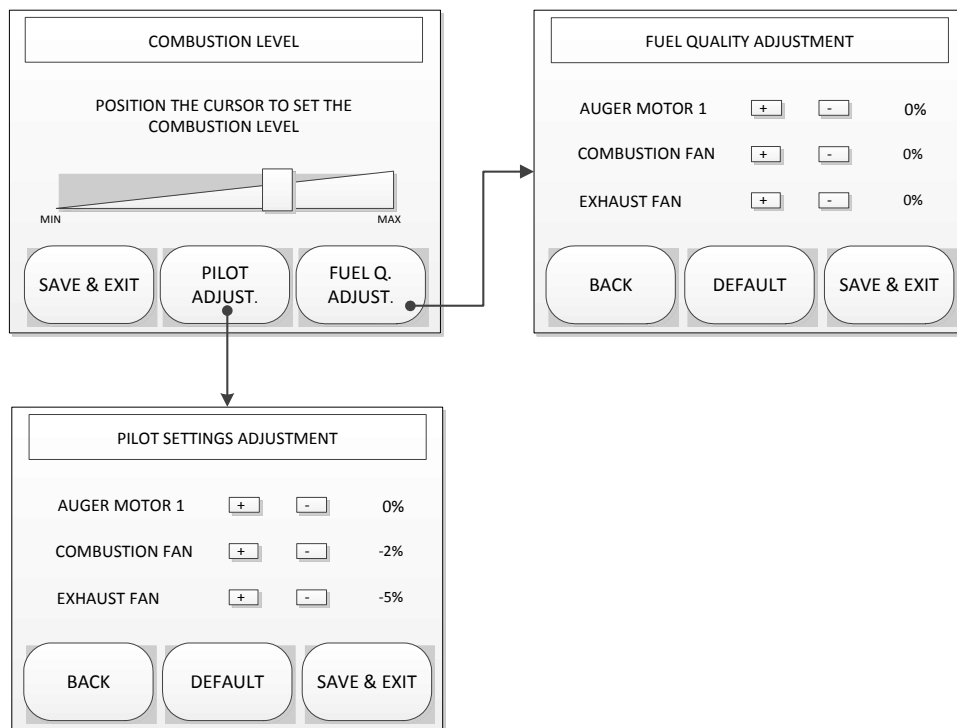 COMBUSTION LEVEL
POSITION THE CURSOR TO SET THE
COMBUSTION LEVEL
MIN
MAX
SAVE & EXIT
PILOT
ADJUST.
FUEL Q.
ADJUST.
FUEL QUALITY ADJUSTMENT
AUGER MOTOR 1 + - 0%
COMBUSTION FAN + - 0%
EXHAUST FAN + - 0%
BACK
DEFAULT
SAVE & EXIT
PILOT SETTINGS ADJUSTMENT
AUGER MOTOR 1 + - 0%
COMBUSTION FAN + - -2%
EXHAUST FAN + - -5%
BACK
DEFAULT
SAVE & EXIT